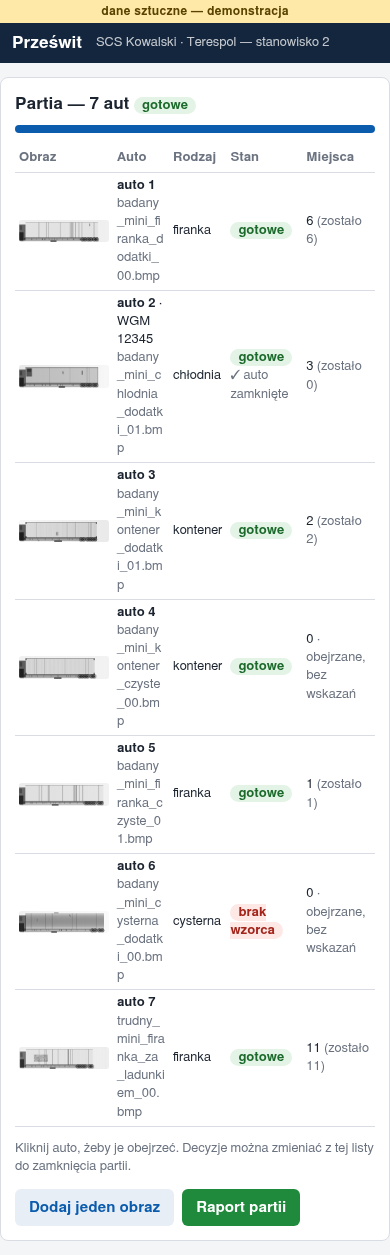 dane sztuczne — demonstracja
Prześwit SCS Kowalski · Terespol — stanowisko 2
Partia — 7 aut gotowe
Obraz Auto Rodzaj Stan Miejsca
auto 1
badany
_mini_fi
ranka_d
odatki_
00.bmp
firanka
gotowe
6 (zostało
6)
auto 2 ·
WGM
12345
badany
_mini_c
hlodnia
_dodatk
i_01.bm
p
chłodnia
gotowe
✓ auto
zamknięte
3 (zostało
0)
auto 3
badany
_mini_k
ontener
_dodatk
i_01.bm
p
kontener
gotowe
2 (zostało
2)
auto 4
badany
_mini_k
ontener
_czyste
_00.bm
p
kontener
gotowe
0 ·
obejrzane,
bez
wskazań
auto 5
badany
_mini_fi
ranka_c
zyste_0
1.bmp
firanka
gotowe
1 (zostało
1)
auto 6
badany
_mini_c
ysterna
_dodatk
i_00.bm
p
cysterna
brak
wzorca
0 ·
obejrzane,
bez
wskazań
auto 7
trudny_
mini_fira
nka_za
_ladunki
em_00.
bmp
firanka
gotowe
11 (zostało
11)
Kliknij auto, żeby je obejrzeć. Decyzje można zmieniać z tej listy
do zamknięcia partii.
Dodaj jeden obraz Raport partii